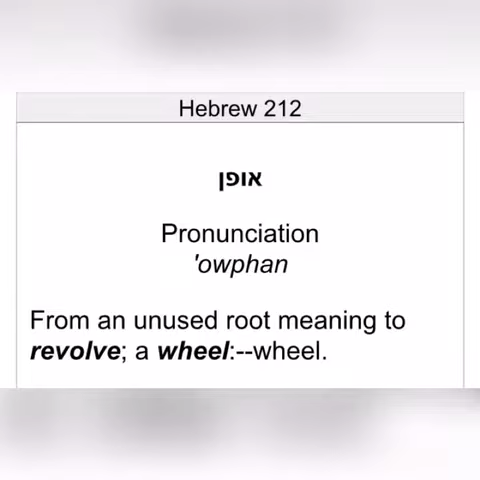 Hebrew 212
אופן
Pronunciation
'owphan
From an unused root meaning to
revolve; a wheel:--wheel.